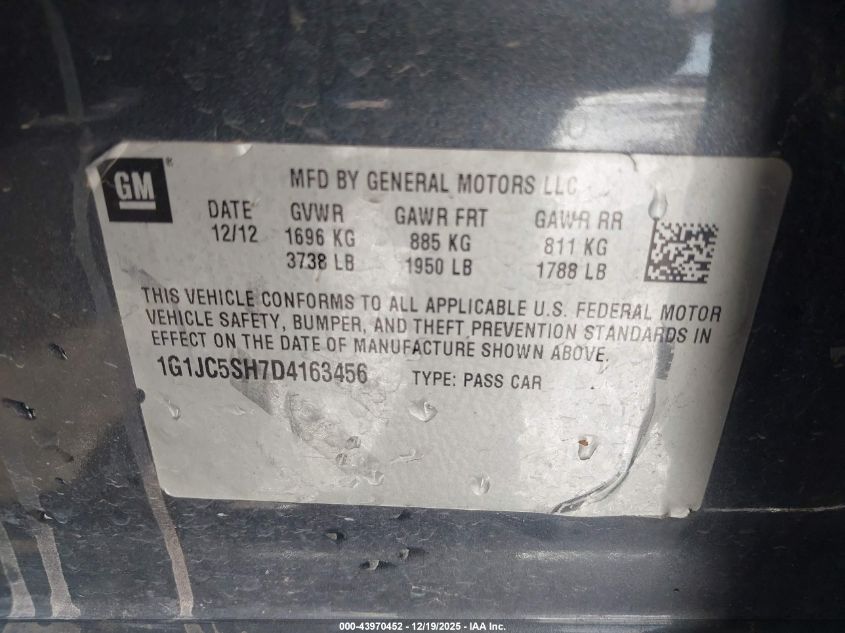 GM®
MFD BY GENERAL MOTORS LLC
DATE GVWR GAWR FRT GAWR RR
12/12 1696 KG 885 KG 811 KG
3738 LB 1950 LB 1788 LB
THIS VEHICLE CONFORMS TO ALL APPLICABLE U.S. FEDERAL MOTOR
VEHICLE SAFETY, BUMPER, AND THEFT PREVENTION STANDARDS IN
EFFECT ON THE DATE OF MANUFACTURE SHOWN ABOVE.
1G1JC5SH7D4163456 TYPE: PASS CAR
000-43970452 - 12/19/2025 - IAA Inc.